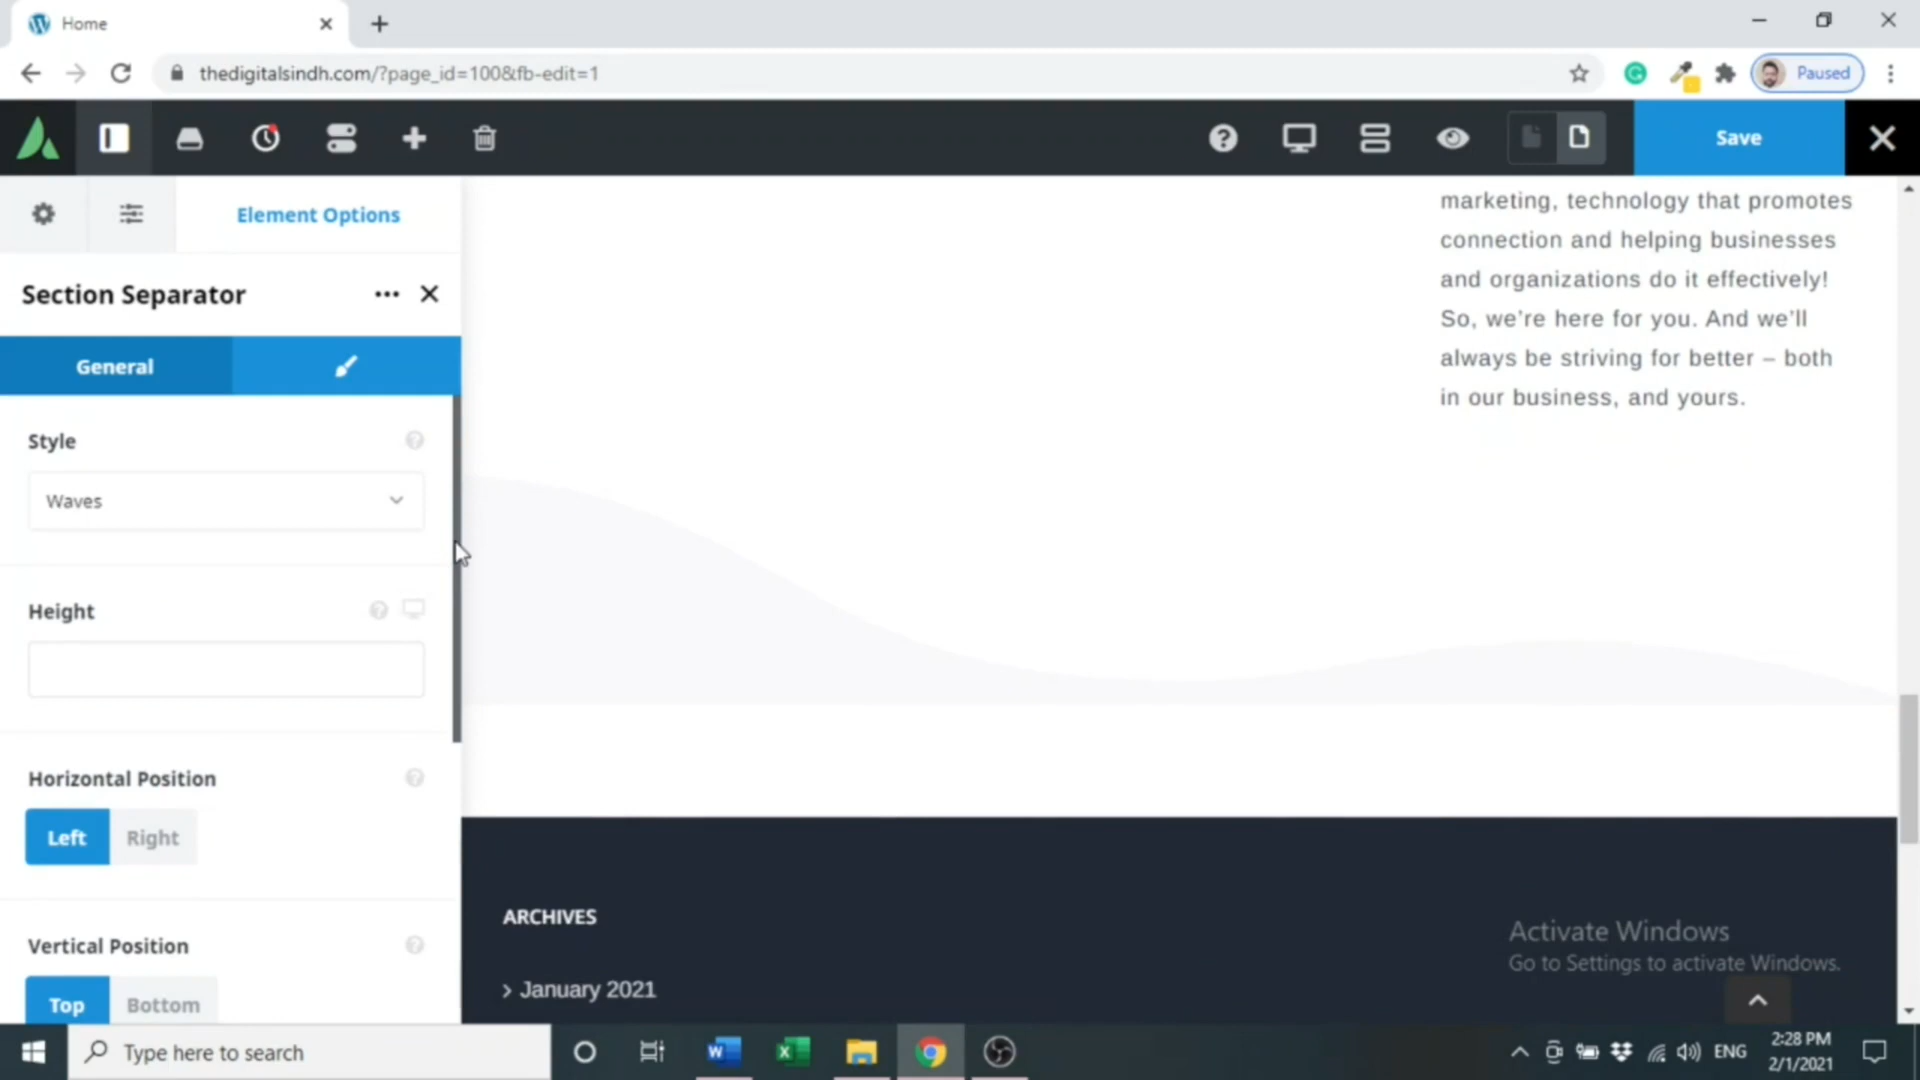 Home
thedigitalsindh.com/?page_id=100&fb-edit=1
Paused
Save
Element Options
Section Separator
General
Style
Waves
Height
Horizontal Position
Left
Right
Vertical Position
Top
Bottom
marketing, technology that promotes
connection and helping businesses
and organizations do it effectively!
So, we’re here for you. And we’ll
always be striving for better – both
in our business, and yours.
ARCHIVES
January 2021
Activate Windows
Go to Settings to activate Windows.
Type here to search
ENG
2:28 PM
2/1/2021